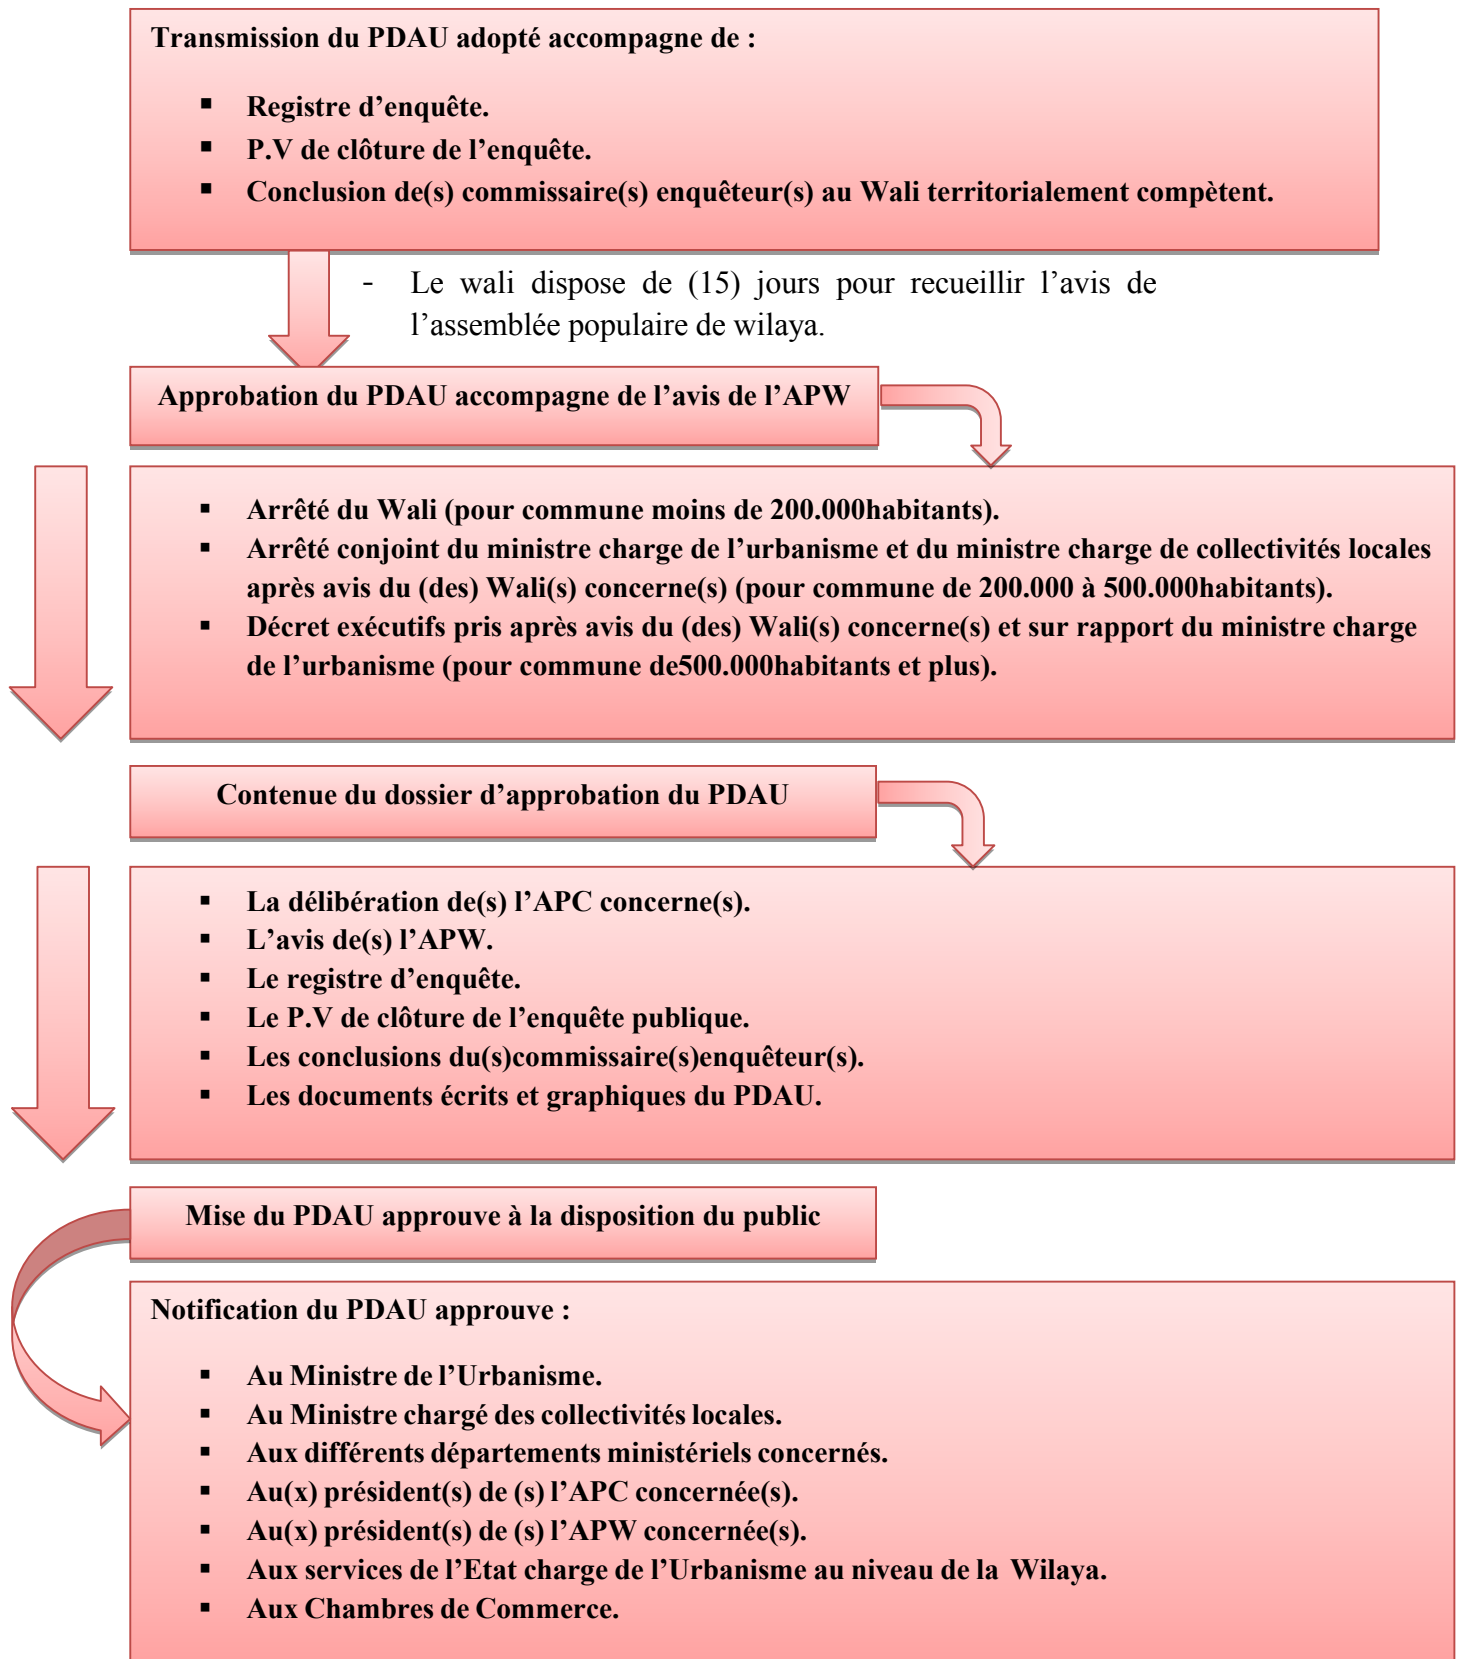 Transmission du PDAU adopté accompagne de :
▪ Registre d’enquête.
▪ P.V de clôture de l’enquête.
▪ Conclusion de(s) commissaire(s) enquêteur(s) au Wali territorialement compètent.
- Le wali dispose de (15) jours pour recueillir l’avis de
l’assemblée populaire de wilaya.
Approbation du PDAU accompagne de l’avis de l’APW
▪ Arrêté du Wali (pour commune moins de 200.000habitants).
▪ Arrêté conjoint du ministre charge de l’urbanisme et du ministre charge de collectivités locales
après avis du (des) Wali(s) concerne(s) (pour commune de 200.000 à 500.000habitants).
▪ Décret exécutifs pris après avis du (des) Wali(s) concerne(s) et sur rapport du ministre charge
de l’urbanisme (pour commune de500.000habitants et plus).
Contenue du dossier d’approbation du PDAU
▪ La délibération de(s) l’APC concerne(s).
▪ L’avis de(s) l’APW.
▪ Le registre d’enquête.
▪ Le P.V de clôture de l’enquête publique.
▪ Les conclusions du(s)commissaire(s)enquêteur(s).
▪ Les documents écrits et graphiques du PDAU.
Mise du PDAU approuve à la disposition du public
Notification du PDAU approuve :
▪ Au Ministre de l’Urbanisme.
▪ Au Ministre chargé des collectivités locales.
▪ Aux différents départements ministériels concernés.
▪ Au(x) président(s) de (s) l’APC concernée(s).
▪ Au(x) président(s) de (s) l’APW concernée(s).
▪ Aux services de l’Etat charge de l’Urbanisme au niveau de la Wilaya.
▪ Aux Chambres de Commerce.